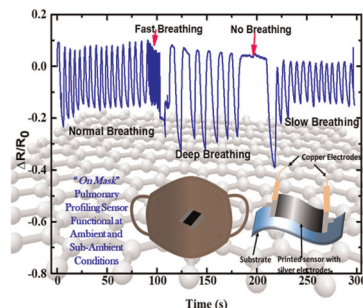 Fast Breathing
No Breathing
0.2
0.0
-0.2
-0.4
-0.6
-0.8
ΔR/R0
Normal Breathing
Deep Breathing
Slow Breathing
Copper Electrodes
"On Mask"
Pulmonary
Profiling Sensor
Functional at
Ambient and
Sub-Ambient
Conditions
Substrate
Printed sensor with
silver electrodes
0 50 100 150 200 250 300
Time (s)